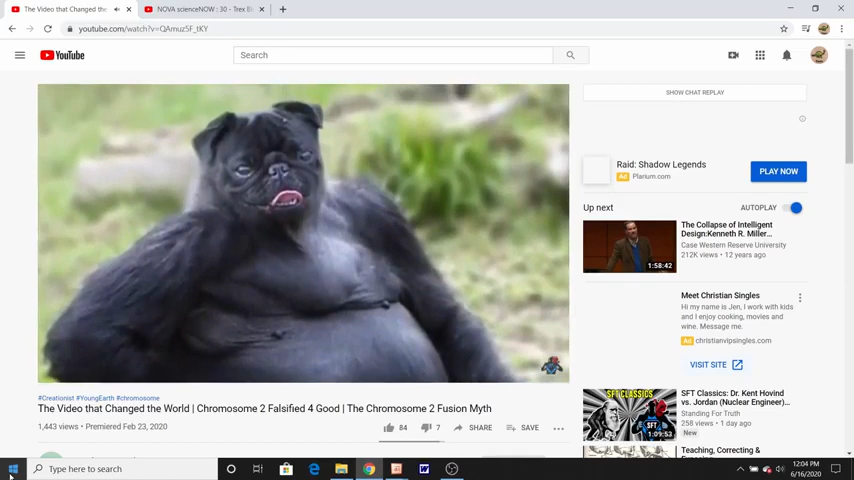 The Video that Changed the
NOVA scienceNOW : 30 - Trex Bl
youtube.com/watch?v=QAmuz5F_tKY
YouTube
Search
SHOW CHAT REPLAY
Raid: Shadow Legends
Ad Plarium.com
PLAY NOW
Up next
AUTOPLAY
The Collapse of Intelligent
Design:Kenneth R. Miller...
Case Western Reserve University
212K views • 12 years ago
1:58:42
Meet Christian Singles
Hi my name is Jen, I work with kids
and I enjoy cooking, movies and
wine. Message me.
Ad christianvipsingles.com
VISIT SITE
#Creationist #YoungEarth #chromosome
The Video that Changed the World | Chromosome 2 Falsified 4 Good | The Chromosome 2 Fusion Myth
1,443 views • Premiered Feb 23, 2020
84
7
SHARE
SAVE
SFT CLASSICS
SFT
1:09:53
SFT Classics: Dr. Kent Hovind
vs. Jordan (Nuclear Engineer)...
Standing For Truth
258 views • 1 day ago
New
Teaching, Correcting &
Type here to search
12:04 PM
6/16/2020